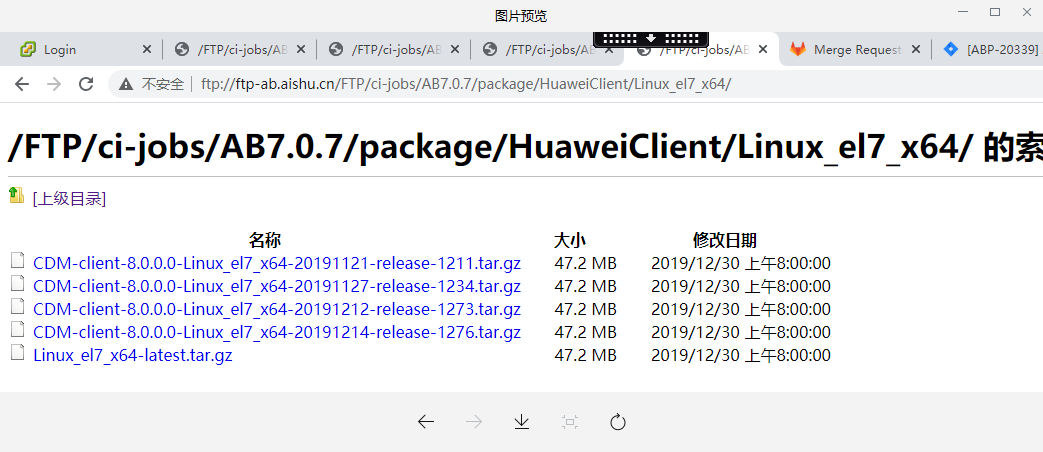 图片预览
Login
/FTP/ci-jobs/AB
/FTP/ci-jobs/AB
/FTP/ci-jobs/AB
/FTP/ci-jobs/AB
Merge Request
[ABP-20339]
不安全 | ftp://ftp-ab.aishu.cn/FTP/ci-jobs/AB7.0.7/package/HuaweiClient/Linux_el7_x64/
/FTP/ci-jobs/AB7.0.7/package/HuaweiClient/Linux_el7_x64/ 的索
[上级目录]
名称 大小 修改日期
CDM-client-8.0.0.0-Linux_el7_x64-20191121-release-1211.tar.gz 47.2 MB 2019/12/30 上午8:00:00
CDM-client-8.0.0.0-Linux_el7_x64-20191127-release-1234.tar.gz 47.2 MB 2019/12/30 上午8:00:00
CDM-client-8.0.0.0-Linux_el7_x64-20191212-release-1273.tar.gz 47.2 MB 2019/12/30 上午8:00:00
CDM-client-8.0.0.0-Linux_el7_x64-20191214-release-1276.tar.gz 47.2 MB 2019/12/30 上午8:00:00
Linux_el7_x64-latest.tar.gz 47.2 MB 2019/12/30 上午8:00:00